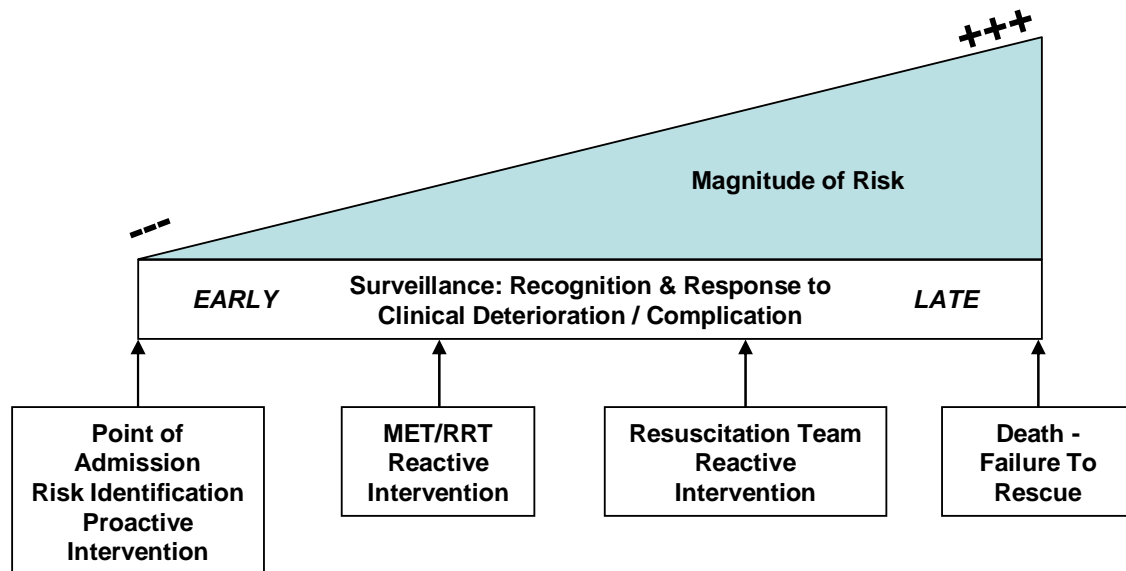 +++
---
Magnitude of Risk
EARLY
Surveillance: Recognition & Response to
Clinical Deterioration / Complication
LATE
Point of
Admission
Risk Identification
Proactive
Intervention
MET/RRT
Reactive
Intervention
Resuscitation Team
Reactive
Intervention
Death -
Failure To
Rescue